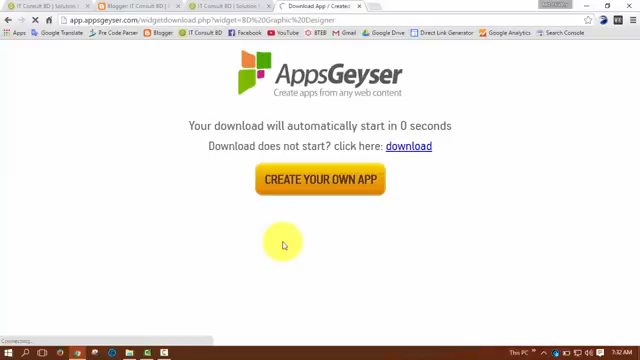 IT Consult BD | Solution
Blogger: IT Consult BD |
IT Consult BD | Solution
Download App / Created
app.appsgeyser.com/widgetdownload.php?widget=BD%20Graphic%20Designer
Apps
Google Translate
Pre Code Parser
Blogger
BTEB
Facebook
YouTube
Gmail
Google Drive
Direct Link Generator
Google Analytics
Search Console
AppsGeyser
Create apps from any web content
Your download will automatically start in 0 seconds
Download does not start? click here: download
CREATE YOUR OWN APP
Connecting...
This PC
7:32 AM